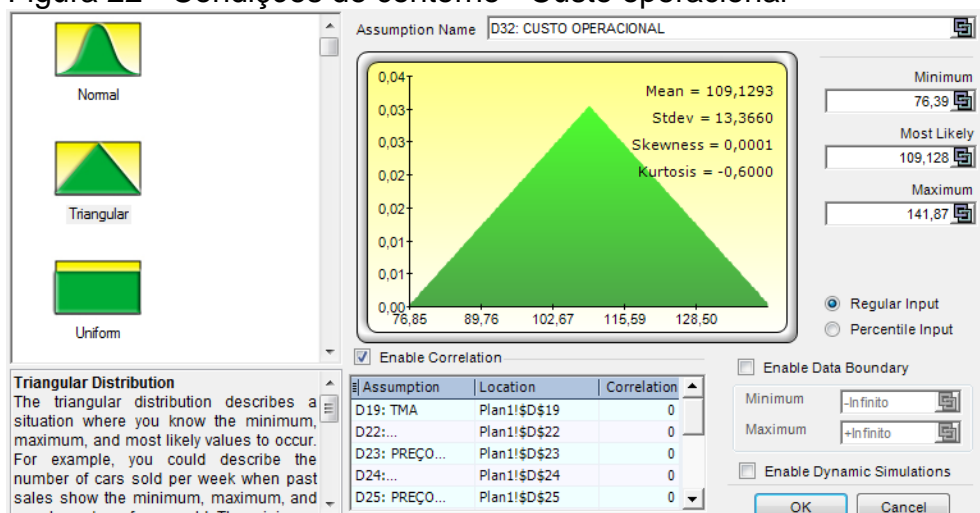 Figura 22 - Condições de contorno - Custo operacional
Normal
Triangular
Uniform
Triangular Distribution
The triangular distribution describes a
situation where you know the minimum,
maximum, and most likely values to occur.
For example, you could describe the
number of cars sold per week when past
sales show the minimum, maximum, and
Assumption Name D32: CUSTO OPERACIONAL
Mean = 109,1293
Stdev = 13,3660
Skewness = 0,0001
Kurtosis = -0,6000
0,04
0,03
0,03
0,02
0,02
0,01
0,01
0,00
76,85 89,76 102,67 115,59 128,50
Minimum
76,39
Most Likely
109,128
Maximum
141,87
Regular Input
Percentile Input
Enable Correlation
Assumption Location Correlation
D19: TMA Plan1!$D$19 0
D22:... Plan1!$D$22 0
D23: PREÇO... Plan1!$D$23 0
D24:... Plan1!$D$24 0
D25: PREÇO... Plan1!$D$25 0
Enable Data Boundary
Minimum -Infinito
Maximum +Infinito
Enable Dynamic Simulations
OK Cancel